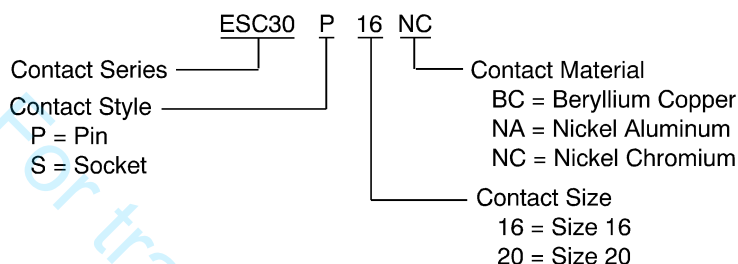 ESC30 P 16 NC
Contact Series
Contact Style
P = Pin
S = Socket
Contact Material
BC = Beryllium Copper
NA = Nickel Aluminum
NC = Nickel Chromium
Contact Size
16 = Size 16
20 = Size 20
For